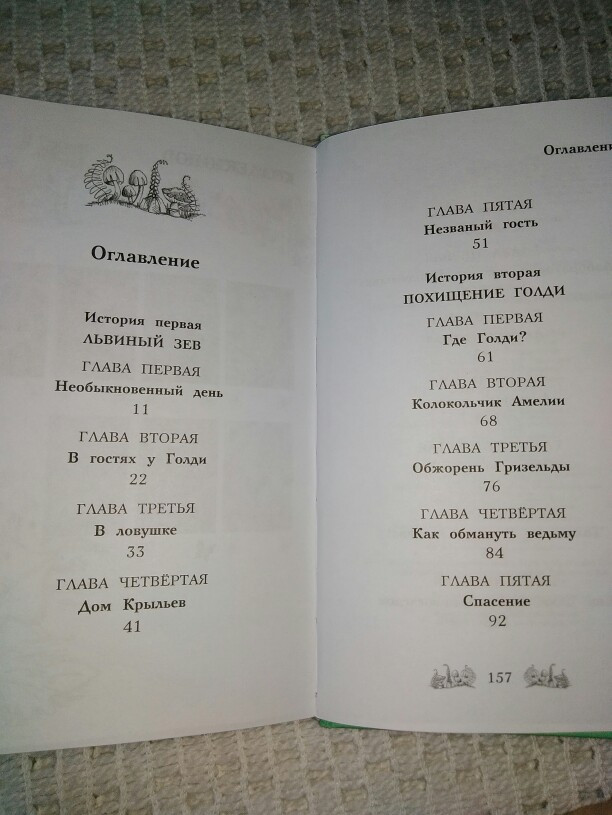 Оглавление
История первая
ЛЬВИНЫЙ ЗЕВ
ГЛАВА ПЕРВАЯ
Необыкновенный день
11
ГЛАВА ВТОРАЯ
В гостях у Голди
22
ГЛАВА ТРЕТЬЯ
В ловушке
33
ГЛАВА ЧЕТВЁРТАЯ
Дом Крыльев
41
Оглавлени
ГЛАВА ПЯТАЯ
Незваный гость
51
История вторая
ПОХИЩЕНИЕ ГОЛДИ
ГЛАВА ПЕРВАЯ
Где Голди?
61
ГЛАВА ВТОРАЯ
Колокольчик Амелии
68
ГЛАВА ТРЕТЬЯ
Обжорень Гризельды
76
ГЛАВА ЧЕТВЁРТАЯ
Как обмануть ведьму
84
ГЛАВА ПЯТАЯ
Спасение
92
157